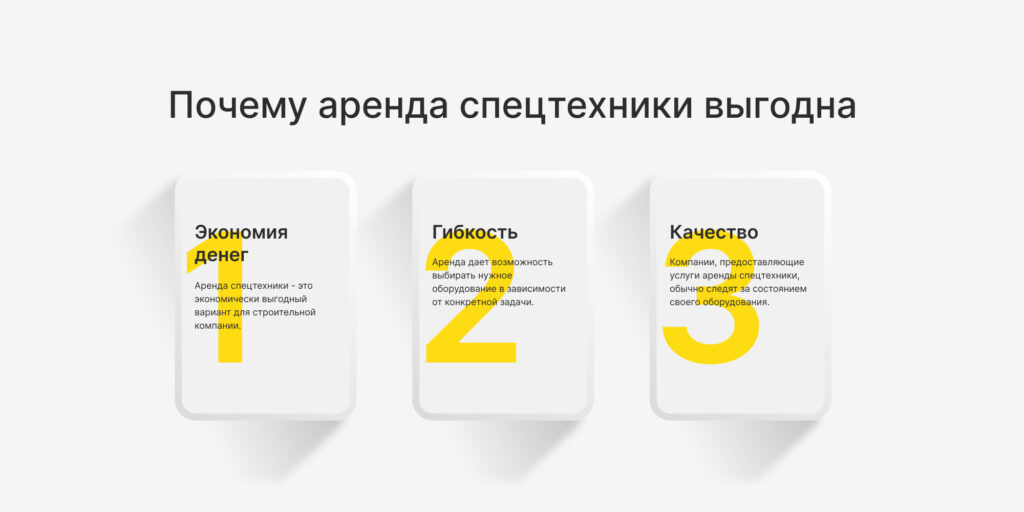 Почему аренда спецтехники выгодна
1
Экономия
денег
Аренда спецтехники - это
экономически выгодный
вариант для строительной
компании.
2
Гибкость
Аренда дает возможность
выбирать нужное
оборудование в зависимости
от конкретной задачи.
3
Качество
Компании, предоставляющие
услуги аренды спецтехники,
обычно следят за состоянием
своего оборудования.